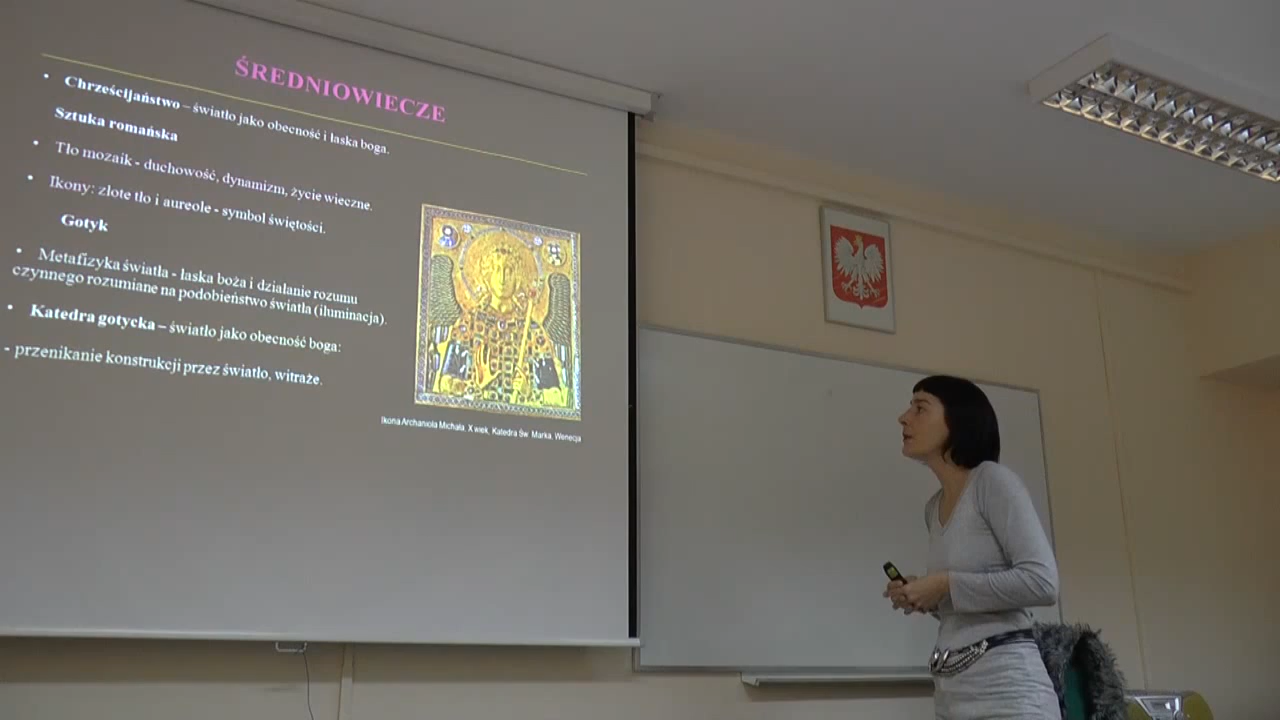 ŚREDNIOWIECZE
• Chrześcijaństwo – światło jako obecność i łaska boga.
Sztuka romańska
• Tło mozaik - duchowość, dynamizm, życie wieczne.
• Ikony: złote tło i aureole - symbol świętości.
Gotyk
• Metafizyka światła - łaska boża i działanie rozumu
czynnego rozumiane na podobieństwo światła (iluminacja).
• Katedra gotycka – światło jako obecność boga:
- przenikanie konstrukcji przez światło, witraże.
Ikona Archanioła Michała, X wiek, Katedra Św. Marka, Wenecja